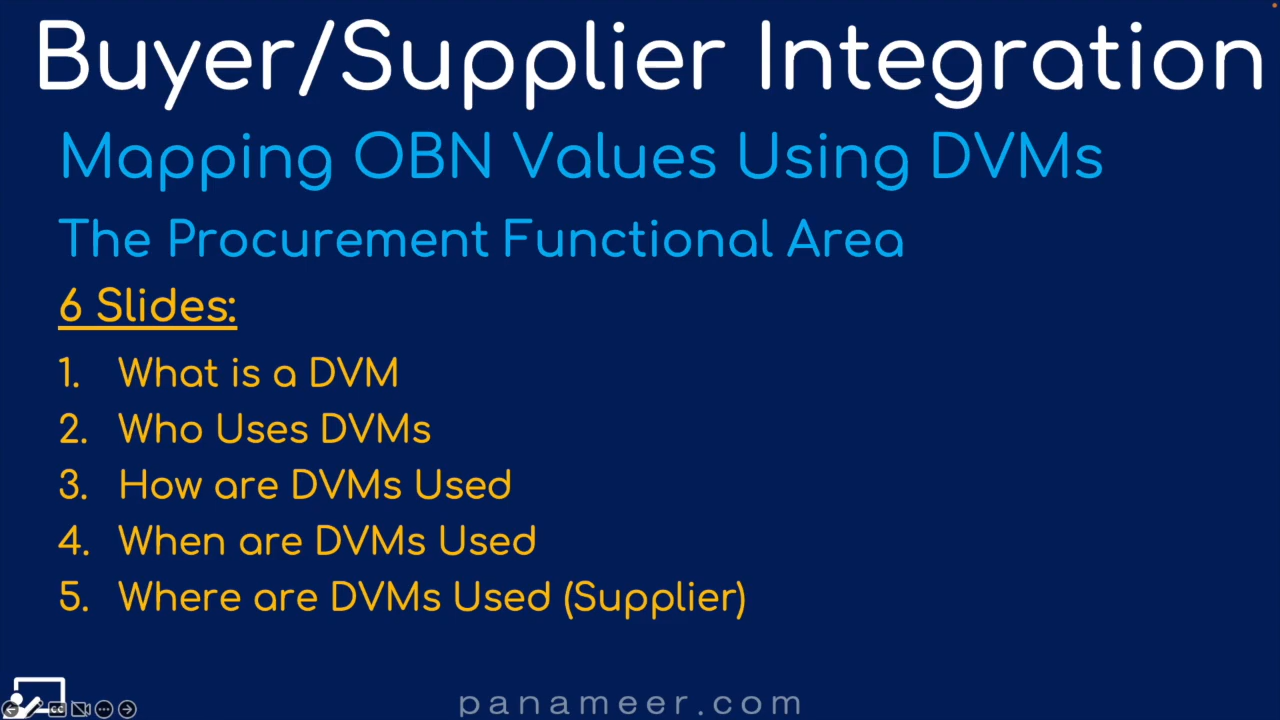 Buyer/Supplier Integration
Mapping OBN Values Using DVMs
The Procurement Functional Area
6 Slides:
1. What is a DVM
2. Who Uses DVMs
3. How are DVMs Used
4. When are DVMs Used
5. Where are DVMs Used (Supplier)
CC
panameer.com